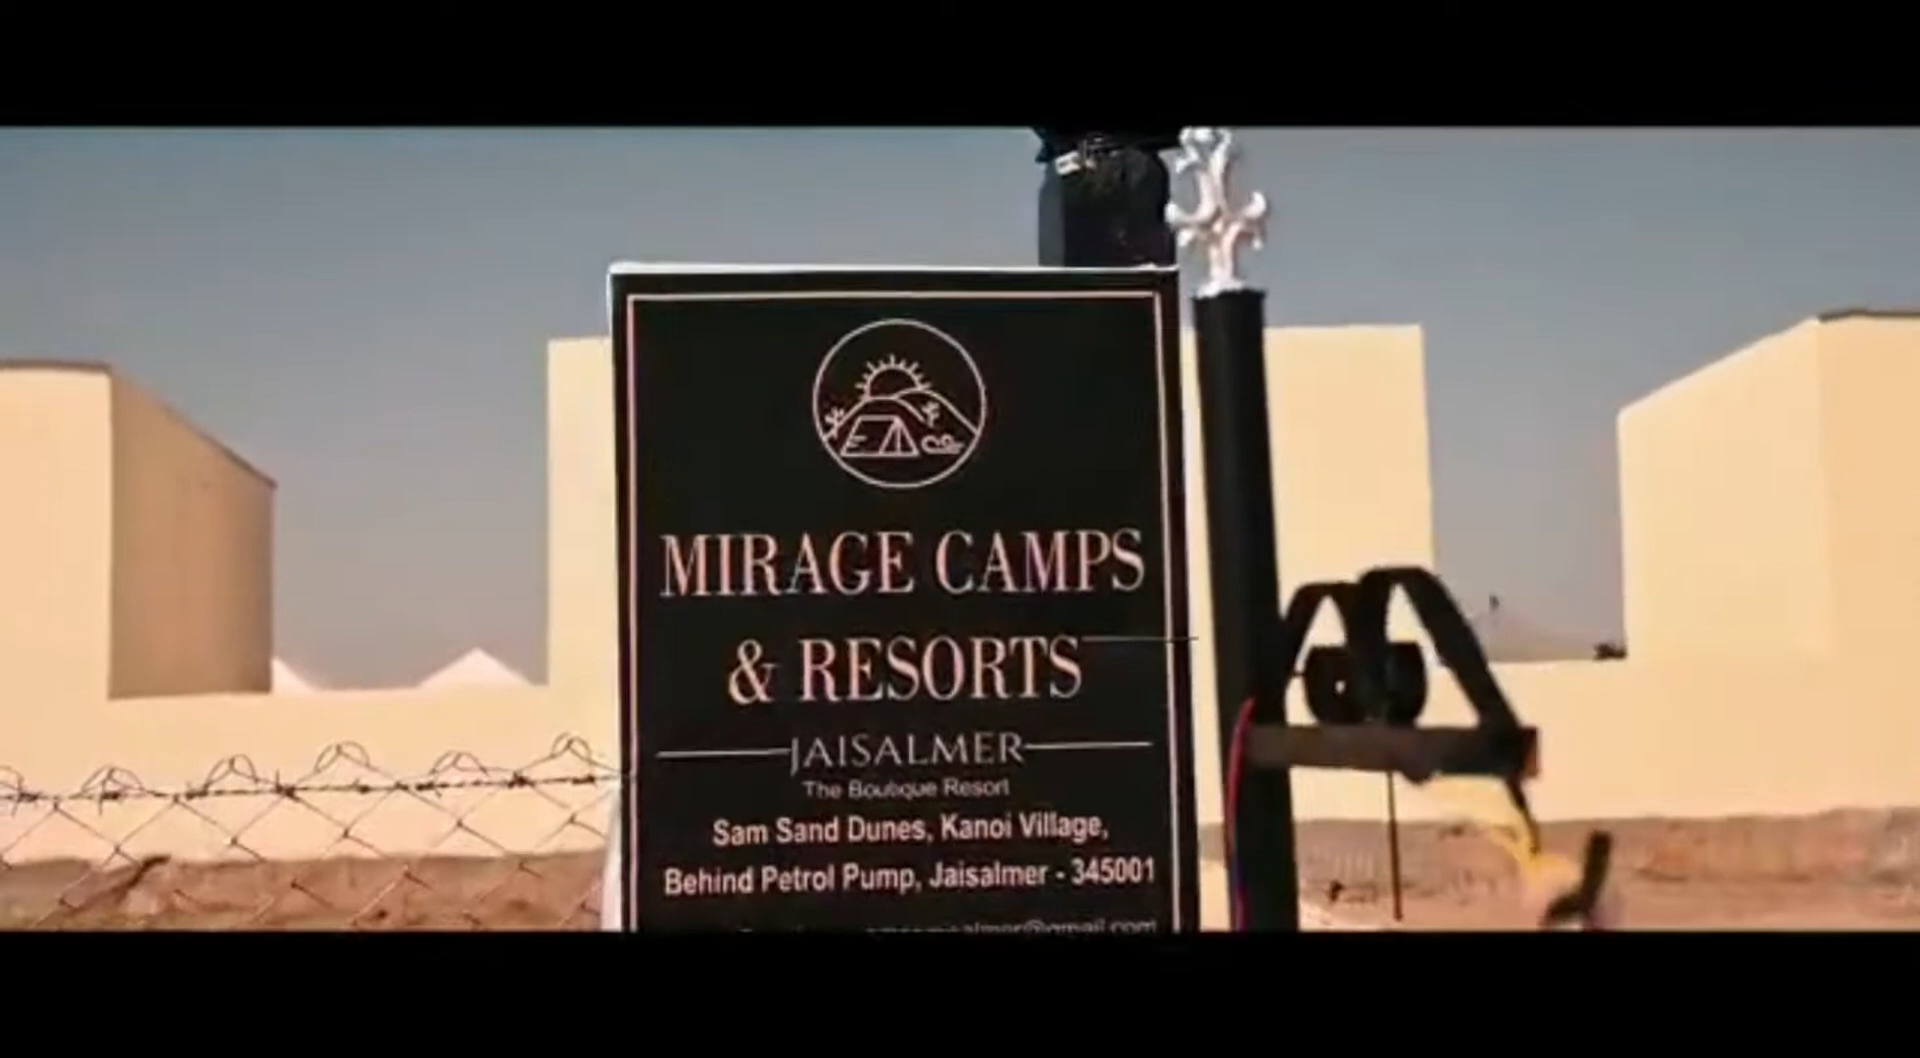 MIRAGE CAMPS
& RESORTS
JAISALMER
The Boutique Resort
Sam Sand Dunes, Kanoi Village,
Behind Petrol Pump, Jaisalmer - 345001